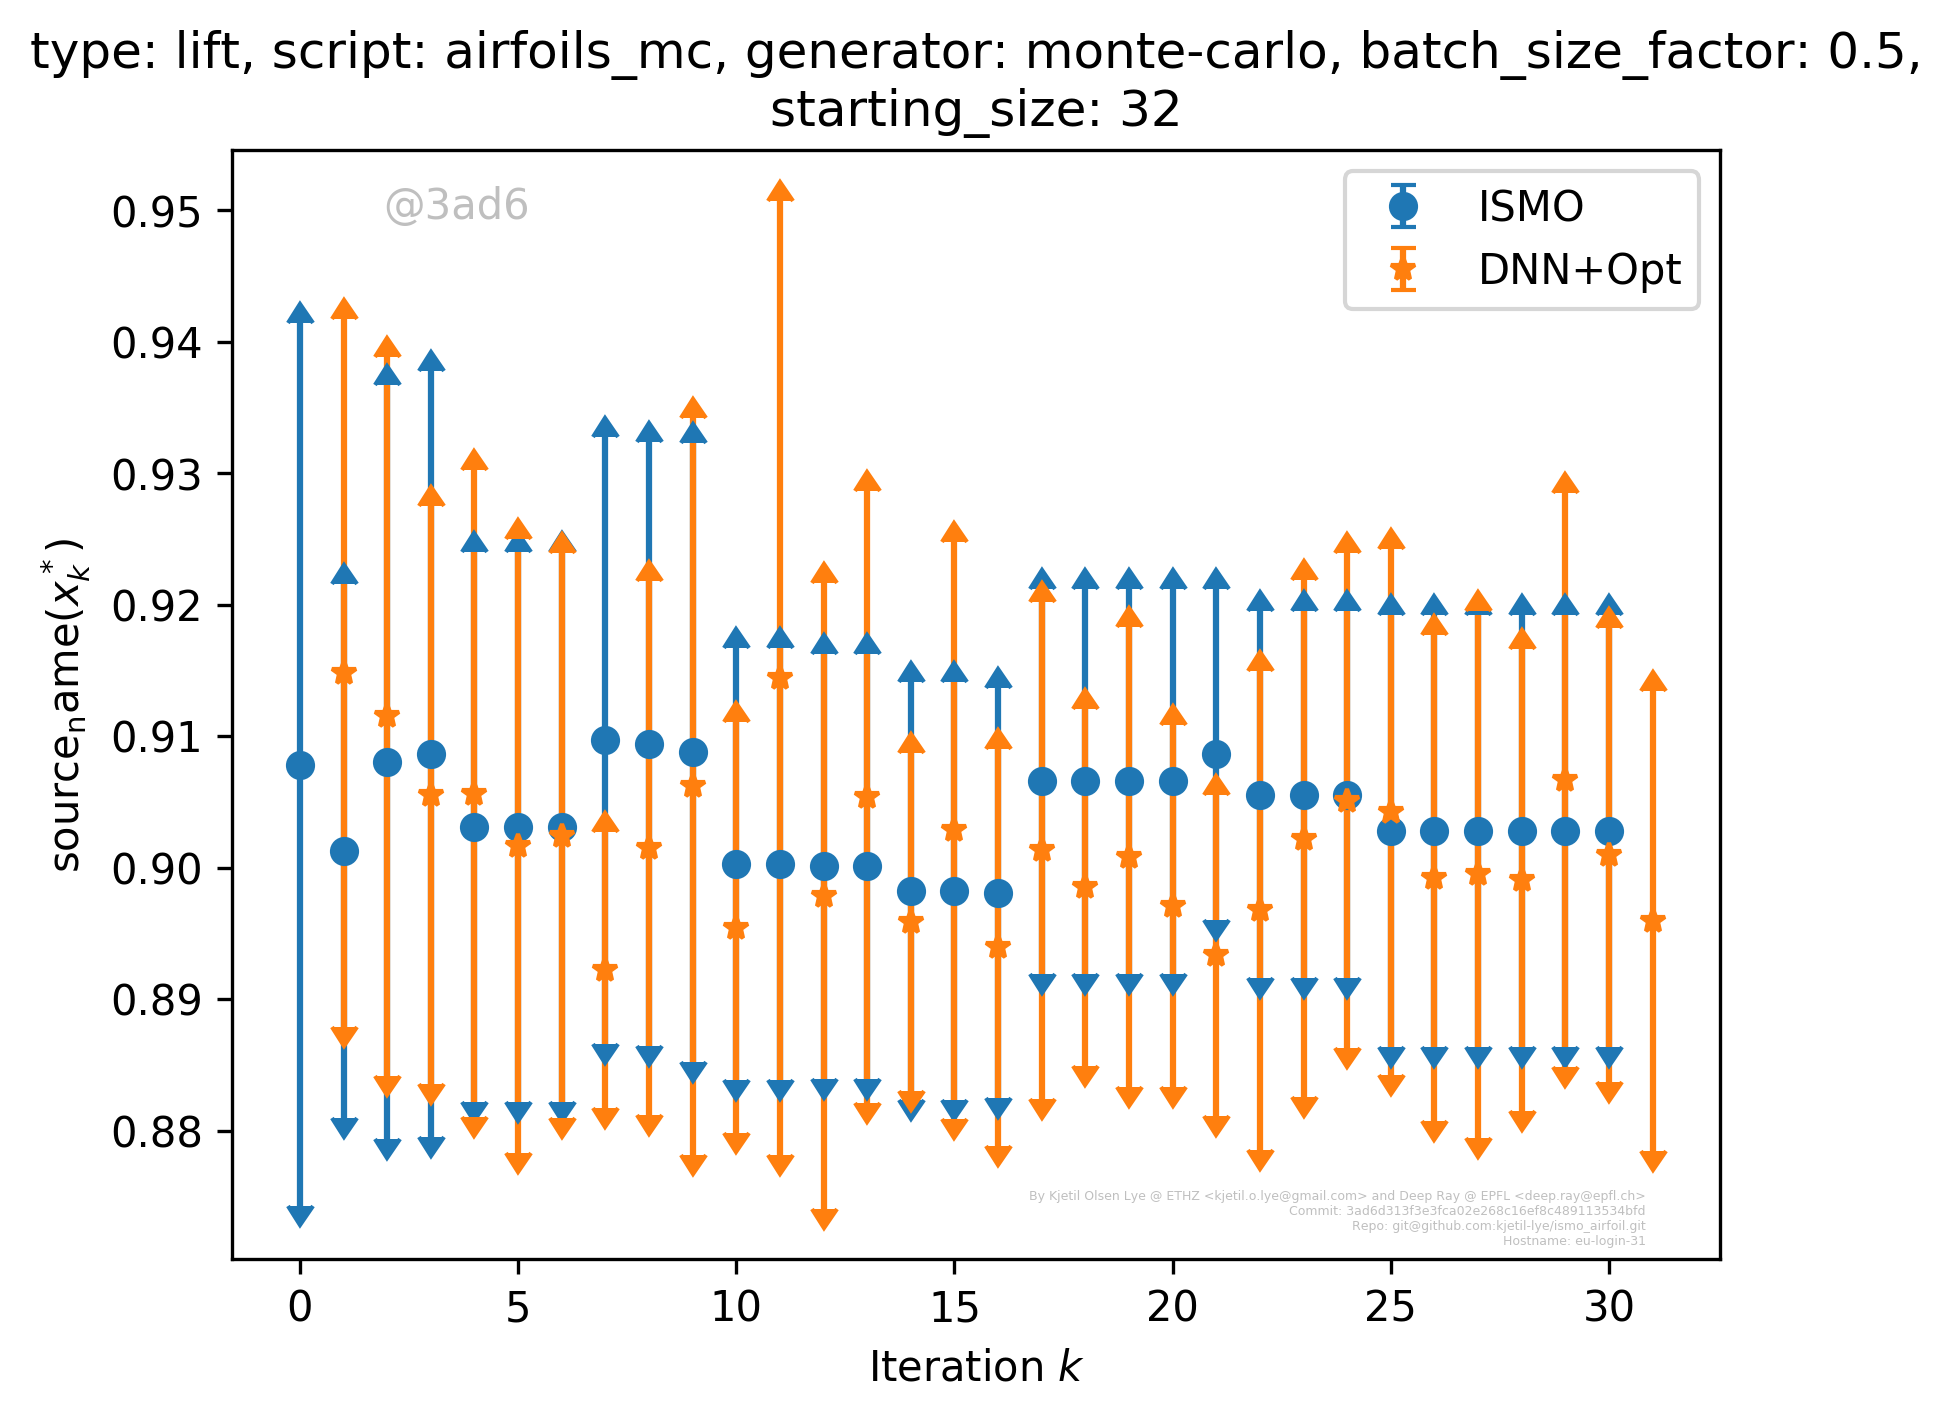 type: lift, script: airfoils_mc, generator: monte-carlo, batch_size_factor: 0.5,
starting_size: 32
@3ad6
ISMO
DNN+Opt
0.95
0.94
0.93
0.92
0.91
0.90
0.89
0.88
source_name(x_k^*)
By Kjetil Olsen Lye @ ETHZ <kjetil.o.lye@gmail.com> and Deep Ray @ EPFL <deep.ray@epfl.ch>
Commit: 3ad6d313f3e3fca02e268c16ef8c489113534bfd
Repo: git@github.com:kjetil-lye/ismo_airfoil.git
Hostname: eu-login-31
0 5 10 15 20 25 30
Iteration k